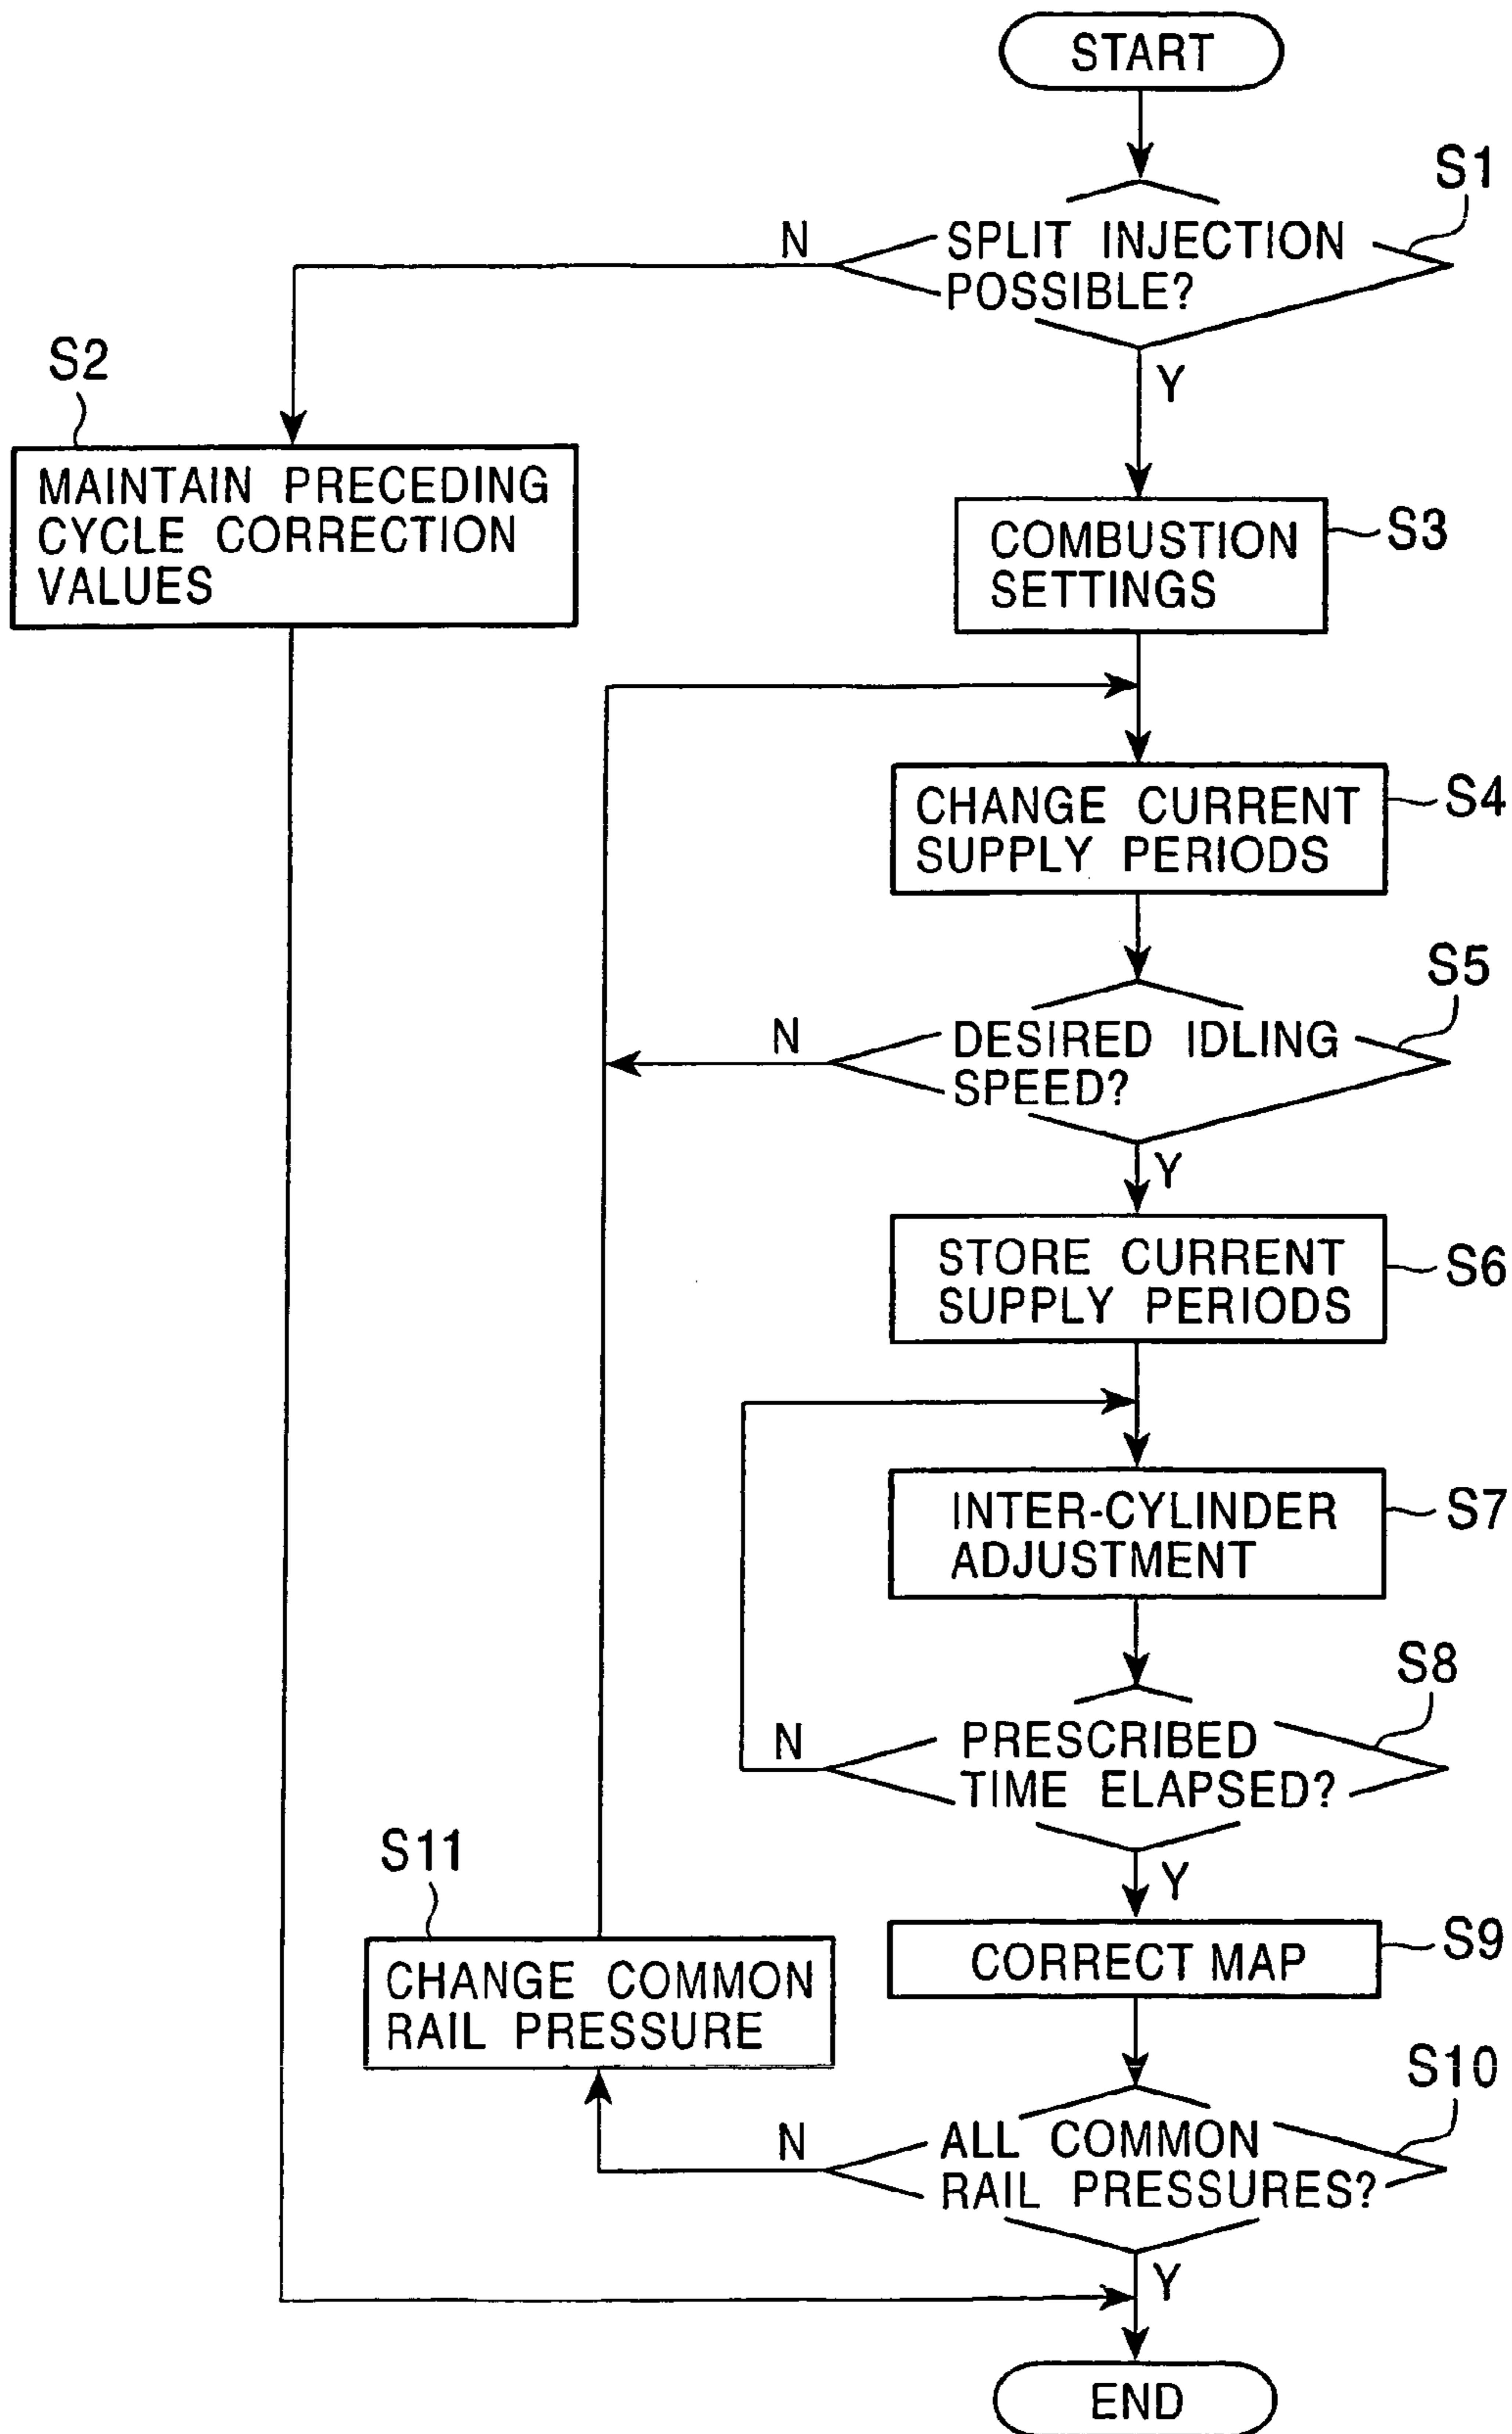 START
S1
N
SPLIT INJECTION
POSSIBLE?
S2
Y
MAINTAIN PRECEDING
CYCLE CORRECTION
VALUES
COMBUSTION
SETTINGS
S3
CHANGE CURRENT
SUPPLY PERIODS
S4
S5
N
DESIRED IDLING
SPEED?
Y
STORE CURRENT
SUPPLY PERIODS
S6
INTER-CYLINDER
ADJUSTMENT
S7
S8
N
PRESCRIBED
TIME ELAPSED?
S11
Y
CORRECT MAP
S9
CHANGE COMMON
RAIL PRESSURE
S10
N
ALL COMMON
RAIL PRESSURES?
Y
END